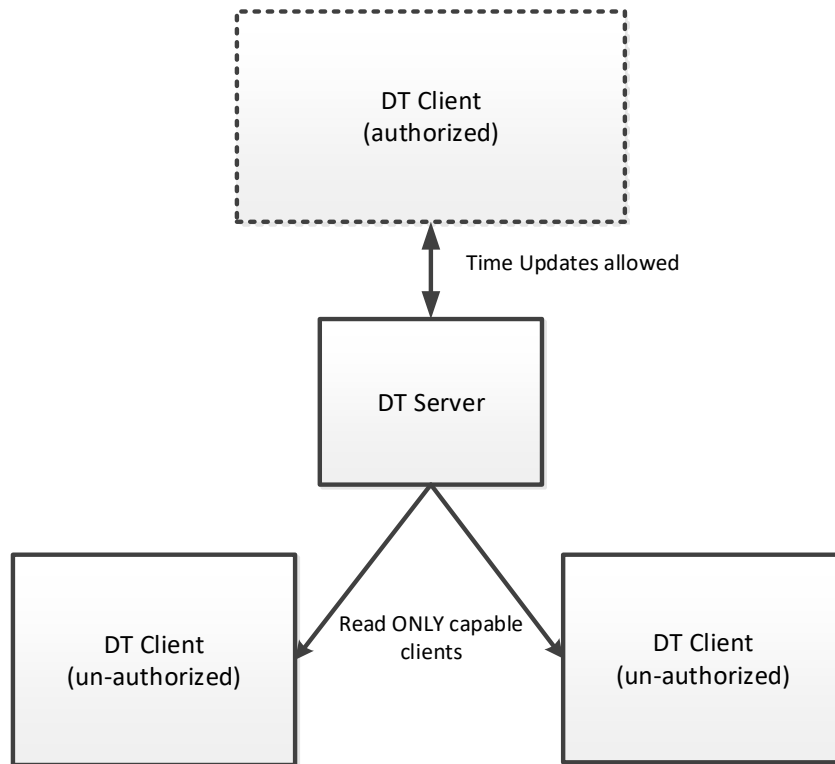 DT Client
(authorized)
Time Updates allowed
DT Server
Read ONLY capable
clients
DT Client
(un-authorized)
DT Client
(un-authorized)